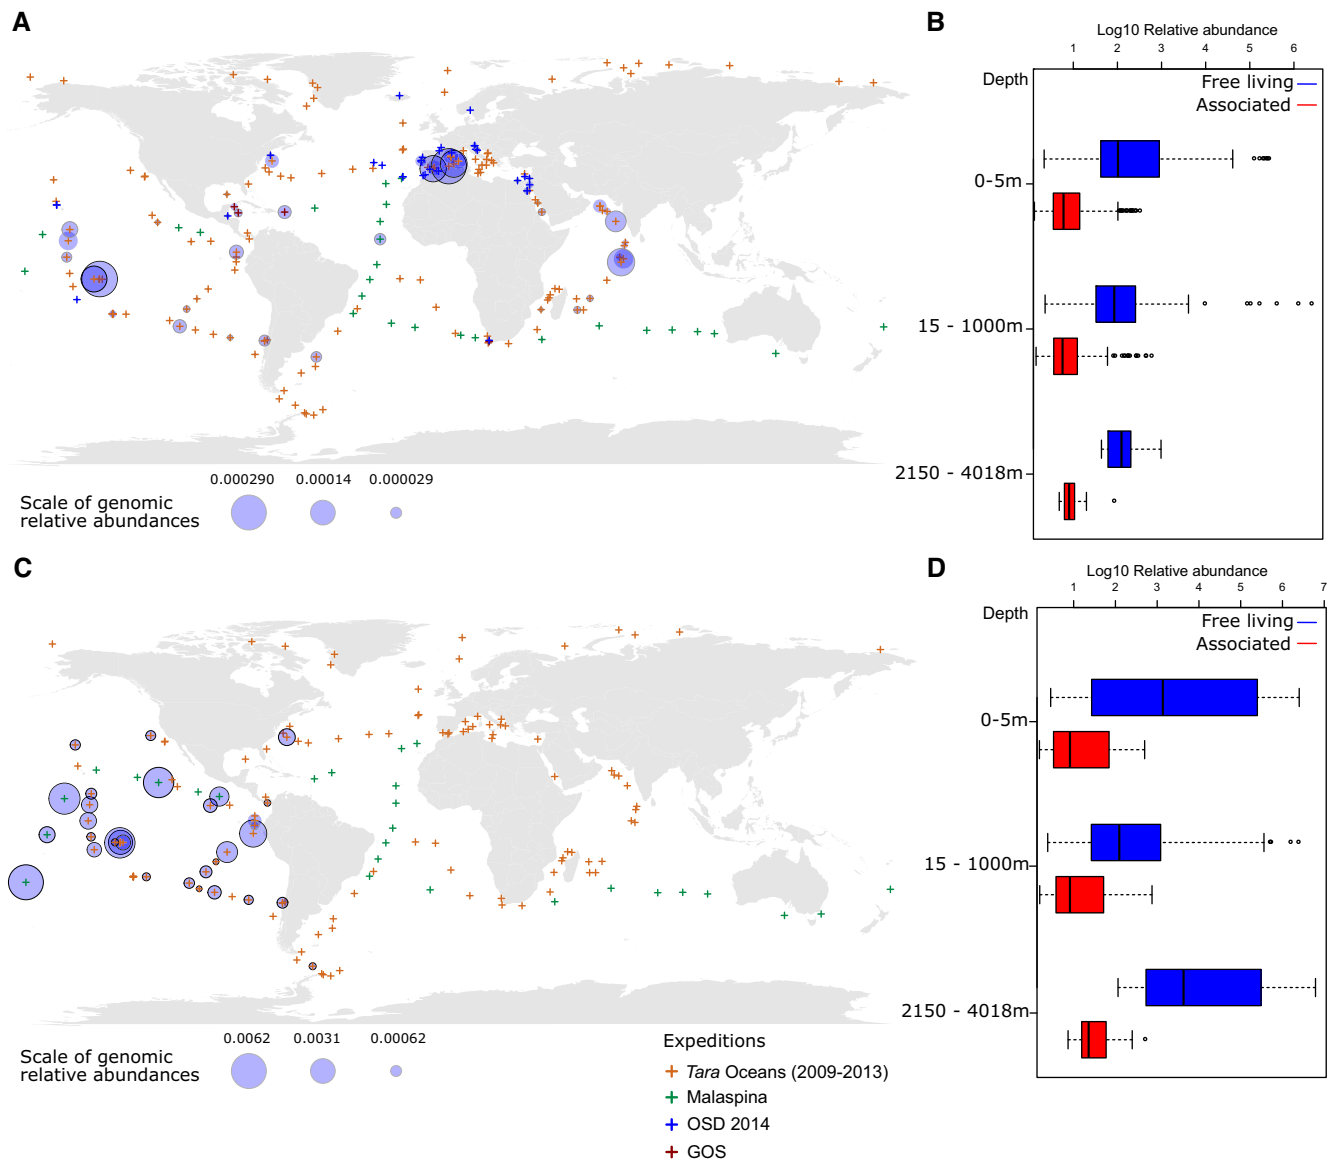 A
B
Log10 Relative abundance
1 2 3 4 5 6
Depth
Free living
Associated
0-5m
15 - 1000m
2150 - 4018m
0.000290 0.00014 0.000029
Scale of genomic
relative abundances
C
D
Log10 Relative abundance
1 2 3 4 5 6 7
Depth
Free living
Associated
0-5m
15 - 1000m
2150 - 4018m
0.0062 0.0031 0.00062
Scale of genomic
relative abundances
Expeditions
Tara Oceans (2009-2013)
Malaspina
OSD 2014
GOS